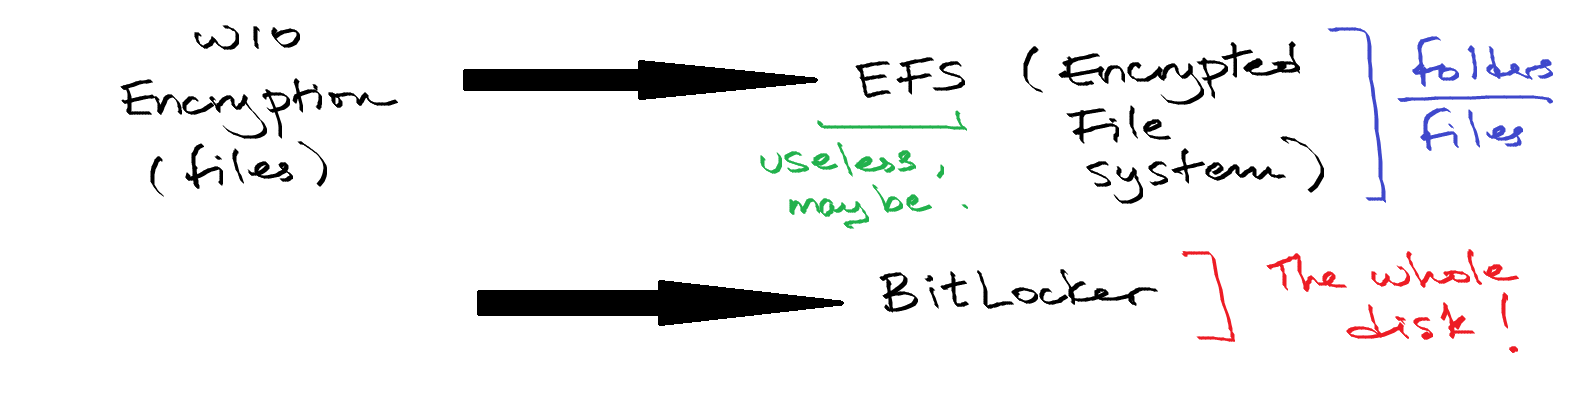 W10
Encryption
(files)
EFS
useless,
maybe.
(Encrypted
File
system)
folders
files
BitLocker
The whole
disk!